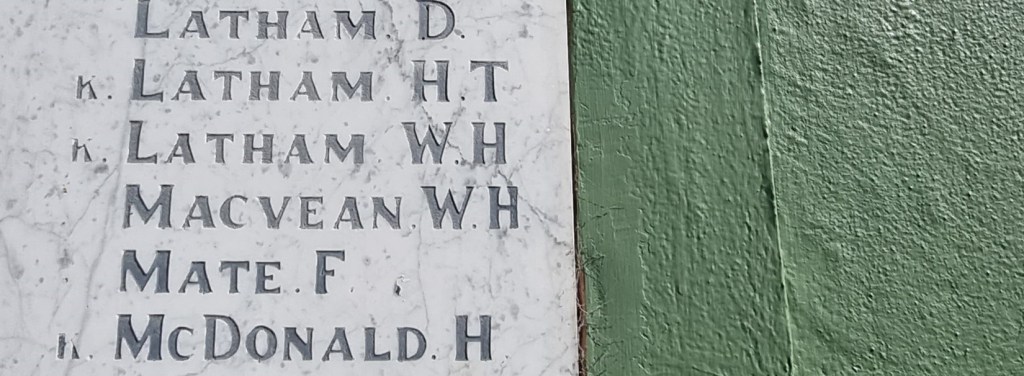 LATHAM. D.
K. LATHAM. H.T
K. LATHAM W.H
MACVEAN. W.H
MATE. F
K. MCDONALD. H